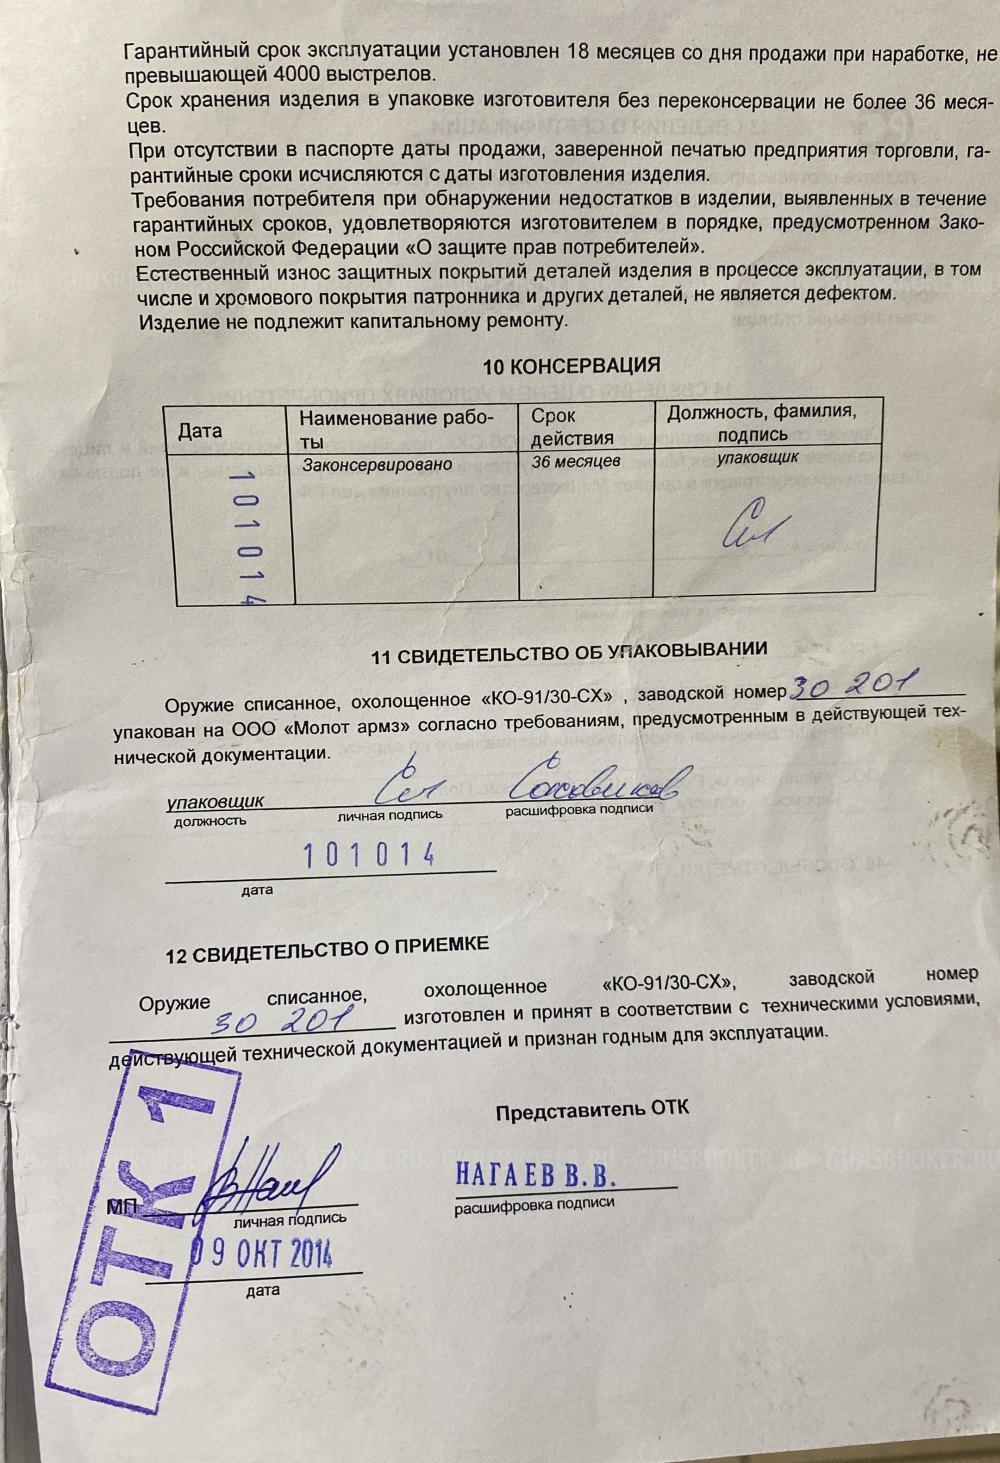 Гарантийный срок эксплуатации установлен 18 месяцев со дня продажи при наработке, не
превышающей 4000 выстрелов.
Срок хранения изделия в упаковке изготовителя без переконсервации не более 36 меся-
цев.
При отсутствии в паспорте даты продажи, заверенной печатью предприятия торговли, га-
рантийные сроки исчисляются с даты изготовления изделия.
Требования потребителя при обнаружении недостатков в изделии, выявленных в течение
гарантийных сроков, удовлетворяются изготовителем в порядке, предусмотренном Зако-
ном Российской Федерации «О защите прав потребителей».
Естественный износ защитных покрытий деталей изделия в процессе эксплуатации, в том
числе и хромового покрытия патронника и других деталей, не является дефектом.
Изделие не подлежит капитальному ремонту.
10 КОНСЕРВАЦИЯ
Дата
Наименование рабо-
ты
Срок
действия
Должность, фамилия,
подпись
101014
Законсервировано
36 месяцев
упаковщик
11 СВИДЕТЕЛЬСТВО ОБ УПАКОВЫВАНИИ
Оружие списанное, охолощенное «КО-91/30-СХ» , заводской номер 30 201
упакован на ООО «Молот армз» согласно требованиям, предусмотренным в действующей тех-
нической документации.
упаковщик
должность
личная подпись
расшифровка подписи
101014
дата
12 СВИДЕТЕЛЬСТВО О ПРИЕМКЕ
Оружие списанное, охолощенное «КО-91/30-СХ», заводской номер
30 201 изготовлен и принят в соответствии с техническими условиями,
действующей технической документацией и признан годным для эксплуатации.
Представитель ОТК
ОТК 1
МП
НАГАЕВ В.В.
личная подпись
расшифровка подписи
09 ОКТ 2014
дата